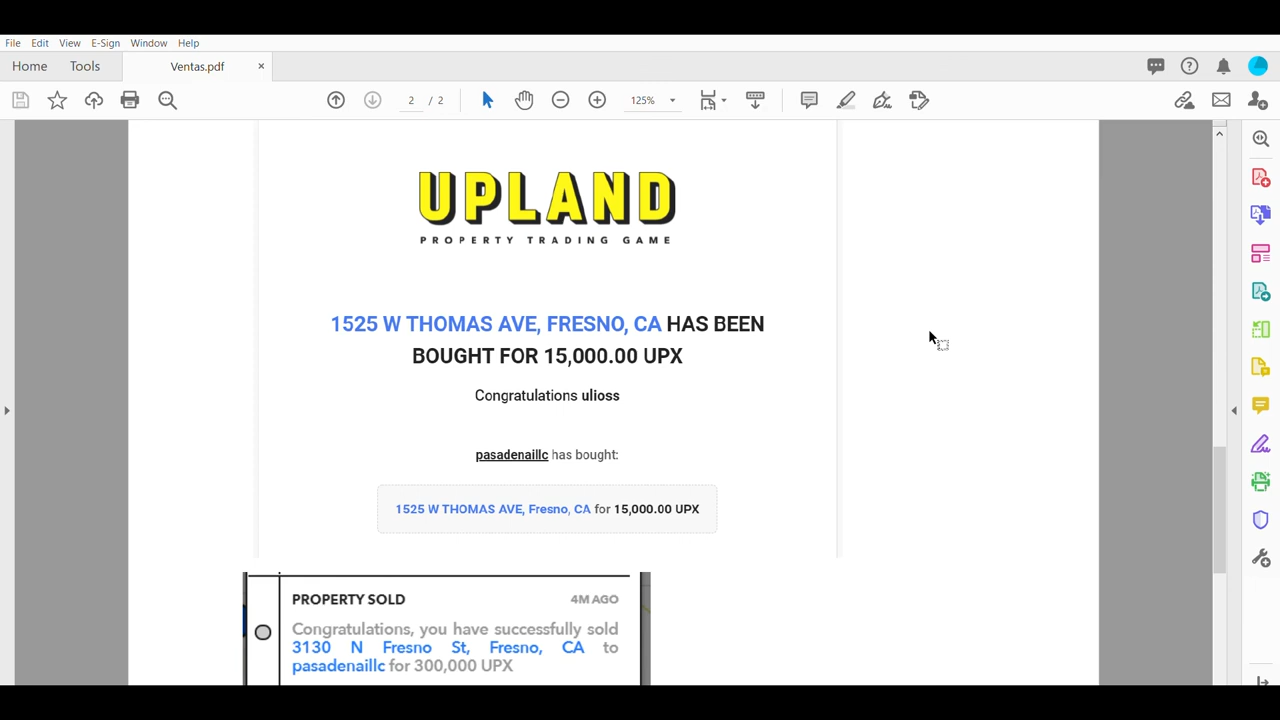 File Edit View E-Sign Window Help
Home Tools Ventas.pdf ×
2 / 2 125%
UPLAND
PROPERTY TRADING GAME
1525 W THOMAS AVE, FRESNO, CA HAS BEEN
BOUGHT FOR 15,000.00 UPX
Congratulations ulioss
pasadenaillc has bought:
1525 W THOMAS AVE, Fresno, CA for 15,000.00 UPX
PROPERTY SOLD 4M AGO
Congratulations, you have successfully sold
3130 N Fresno St, Fresno, CA to
pasadenaillc for 300,000 UPX